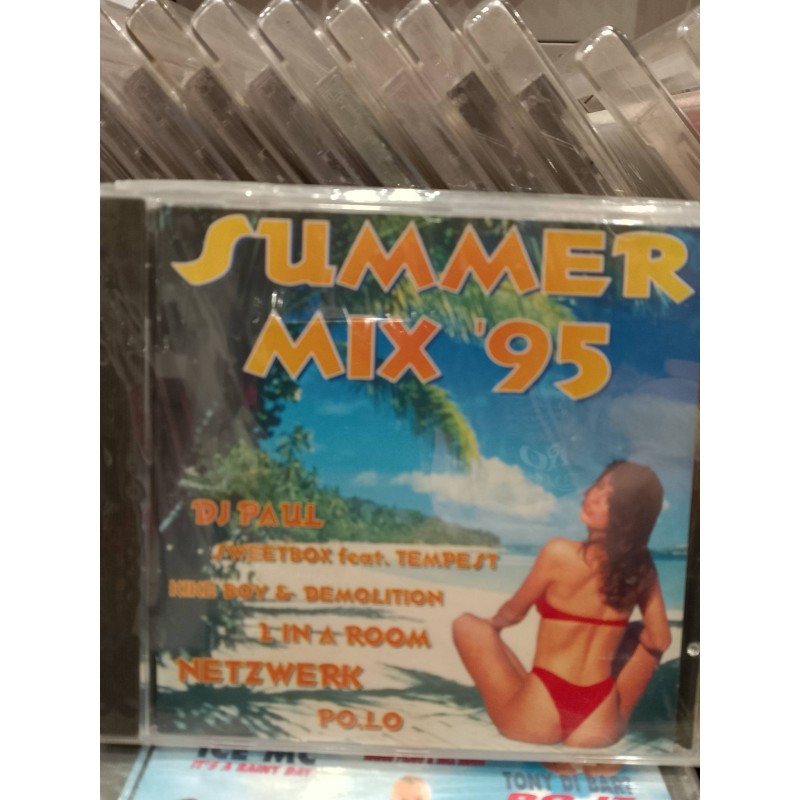 SUMMER
MIX '95
DJ PAUL
SWEETBOX feat. TEMPEST
NINE BOY & DEMOLITION
2 IN A ROOM
NETZWERK
PO.LO
ICE MC
IT'S A RAINY DAY
TONY DI BART